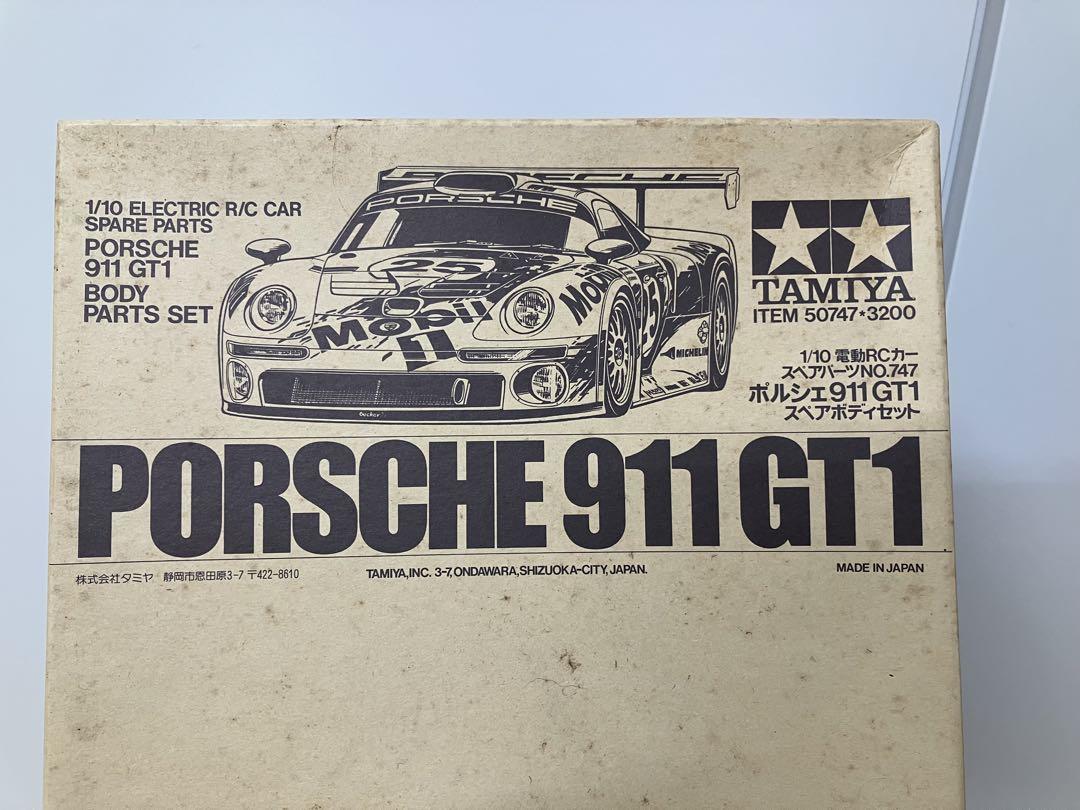 1/10 ELECTRIC R/C CAR
SPARE PARTS
PORSCHE
911 GT1
BODY
PARTS SET
PORSCHE
PORSCHE
25
Mobil
1
Mobil
MICHELIN
TAMIYA
ITEM 50747*3200
1/10 電動RCカー
スペアパーツNO.747
ポルシェ911 GT1
スペアボディセット
PORSCHE 911 GT1
株式会社タミヤ 静岡市恩田原3-7 〒422-8610
TAMIYA, INC. 3-7, ONDAWARA, SHIZUOKA-CITY, JAPAN.
MADE IN JAPAN